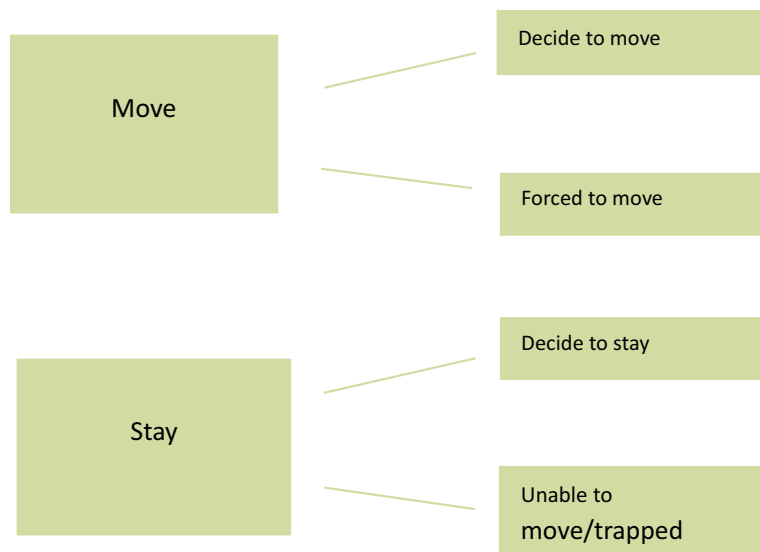 Move
Decide to move
Forced to move
Stay
Decide to stay
Unable to
move/trapped